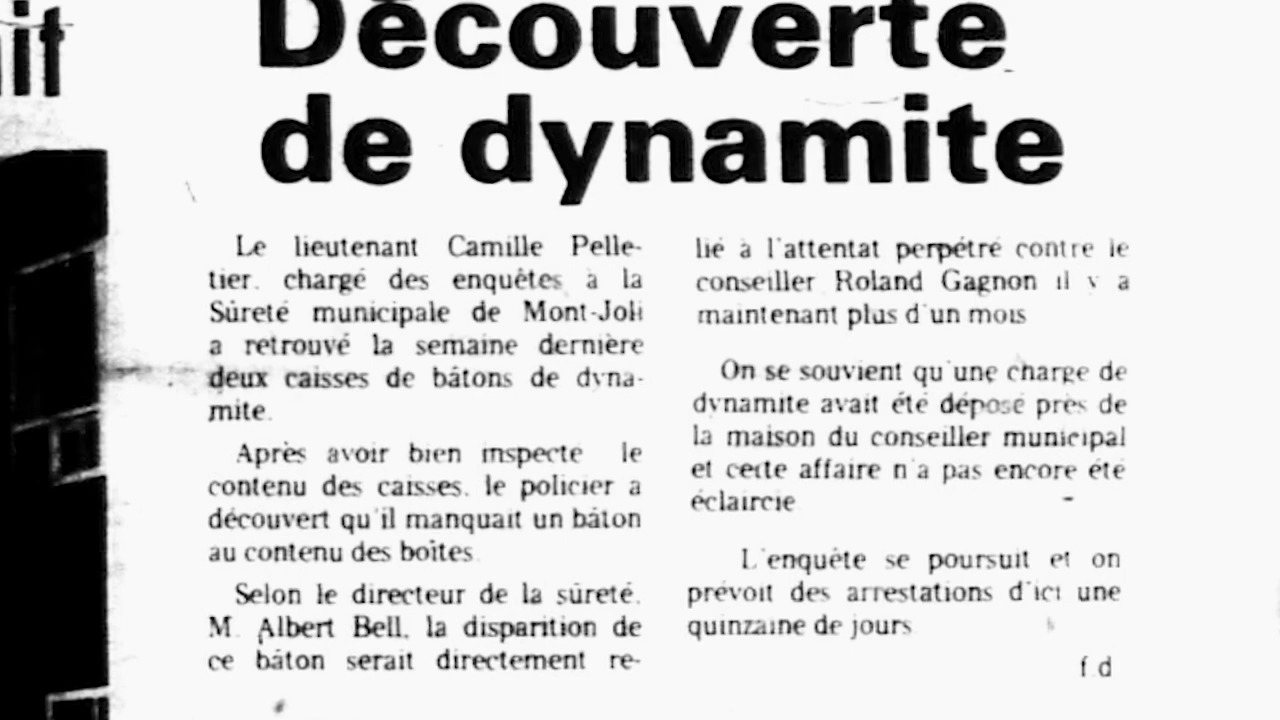 it
Découverte
de dynamite
Le lieutenant Camille Pelle-
tier, chargé des enquêtes à la
Sûreté municipale de Mont-Joli
a retrouvé la semaine dernière
deux caisses de bâtons de dyna-
mite.
Après avoir bien inspecté le
contenu des caisses, le policier a
découvert qu'il manquait un bâton
au contenu des boîtes.
Selon le directeur de la sûreté,
M. Albert Bell, la disparition de
ce bâton serait directement re-
lié à l'attentat perpétré contre le
conseiller Roland Gagnon il y a
maintenant plus d'un mois
On se souvient qu'une charge de
dynamite avait été déposé près de
la maison du conseiller municipal
et cette affaire n'a pas encore été
éclaircie
L'enquête se poursuit et on
prévoit des arrestations d'ici une
quinzaine de jours
f.d